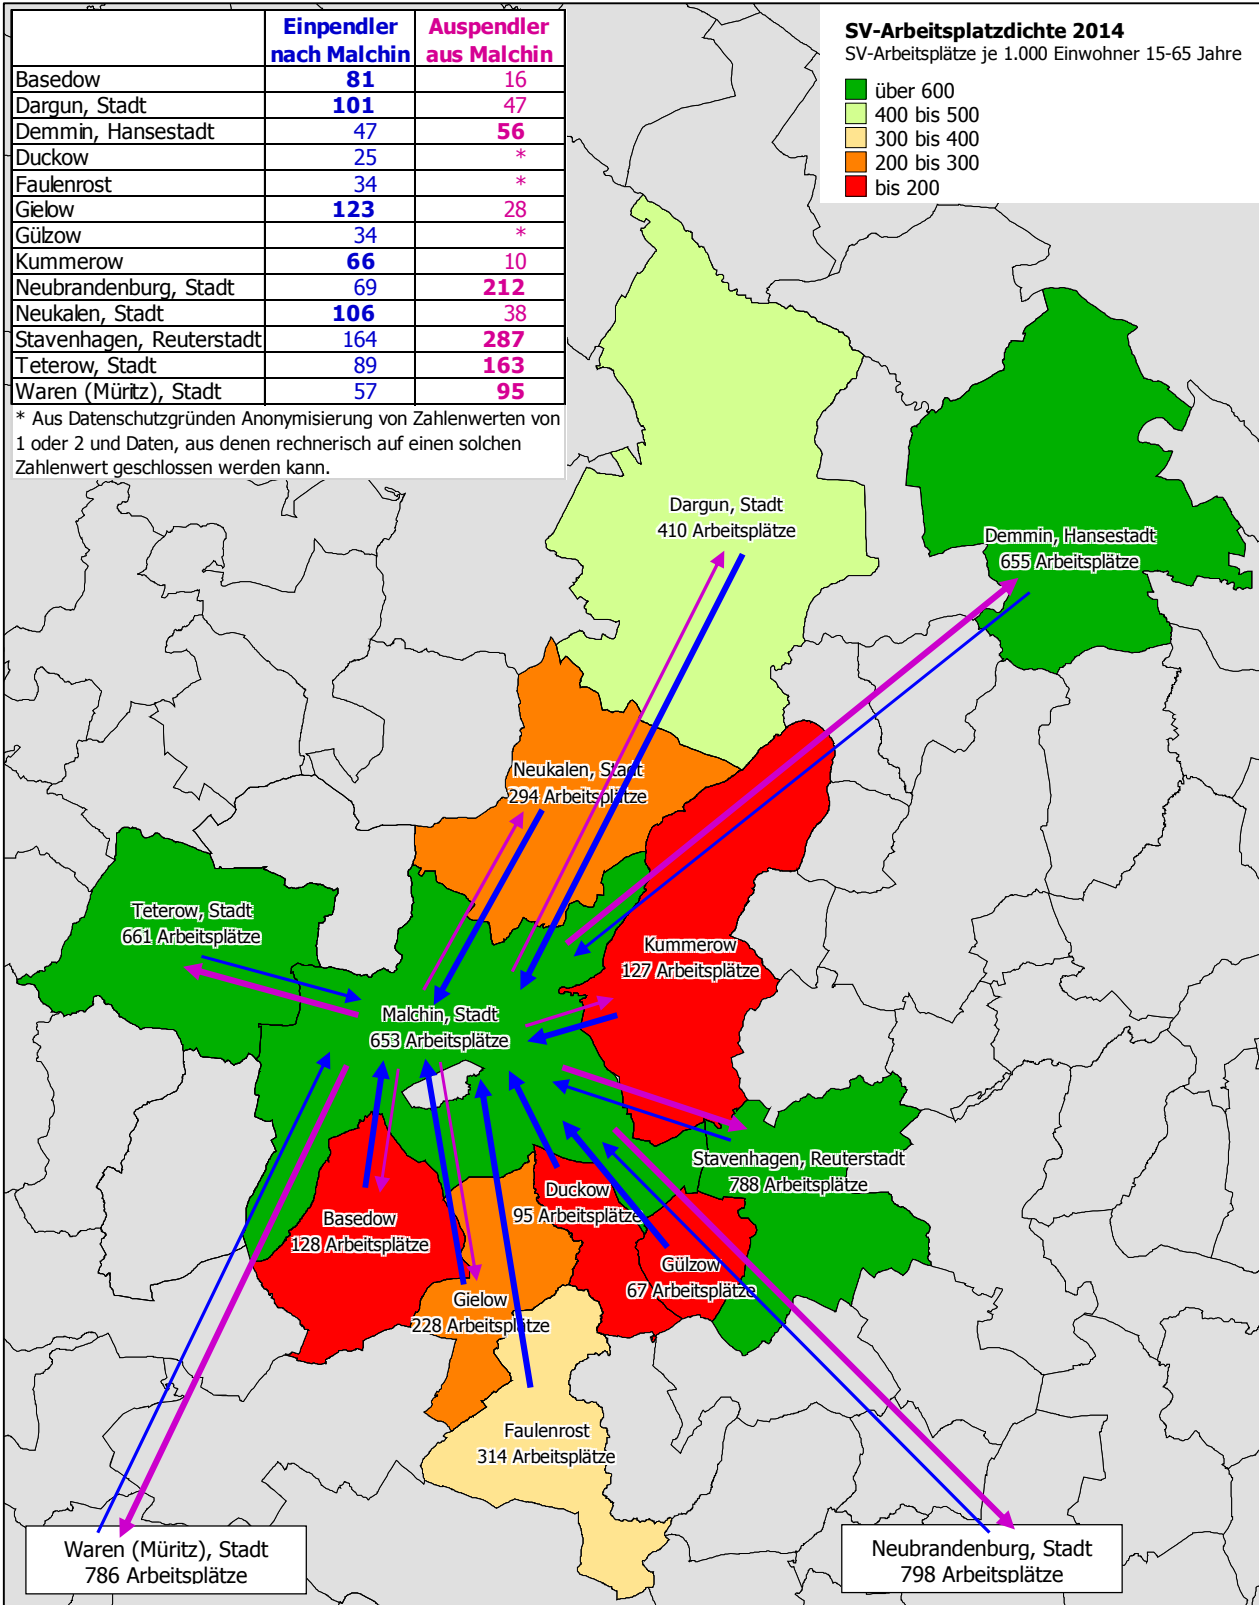 Einpendler nach Malchin Auspendler aus Malchin
Basedow 81 16
Dargun, Stadt 101 47
Demmin, Hansestadt 47 56
Duckow 25 *
Faulenrost 34 *
Gielow 123 28
Gülzow 34 *
Kummerow 66 10
Neubrandenburg, Stadt 69 212
Neukalen, Stadt 106 38
Stavenhagen, Reuterstadt 164 287
Teterow, Stadt 89 163
Waren (Müritz), Stadt 57 95
* Aus Datenschutzgründen Anonymisierung von Zahlenwerten von
1 oder 2 und Daten, aus denen rechnerisch auf einen solchen
Zahlenwert geschlossen werden kann.
SV-Arbeitsplatzdichte 2014
SV-Arbeitsplätze je 1.000 Einwohner 15-65 Jahre
über 600
400 bis 500
300 bis 400
200 bis 300
bis 200
Dargun, Stadt
410 Arbeitsplätze
Demmin, Hansestadt
655 Arbeitsplätze
Neukalen, Stadt
294 Arbeitsplätze
Teterow, Stadt
661 Arbeitsplätze
Kummerow
127 Arbeitsplätze
Malchin, Stadt
653 Arbeitsplätze
Stavenhagen, Reuterstadt
788 Arbeitsplätze
Duckow
95 Arbeitsplätze
Basedow
128 Arbeitsplätze
Gülzow
67 Arbeitsplätze
Gielow
228 Arbeitsplätze
Faulenrost
314 Arbeitsplätze
Waren (Müritz), Stadt
786 Arbeitsplätze
Neubrandenburg, Stadt
798 Arbeitsplätze